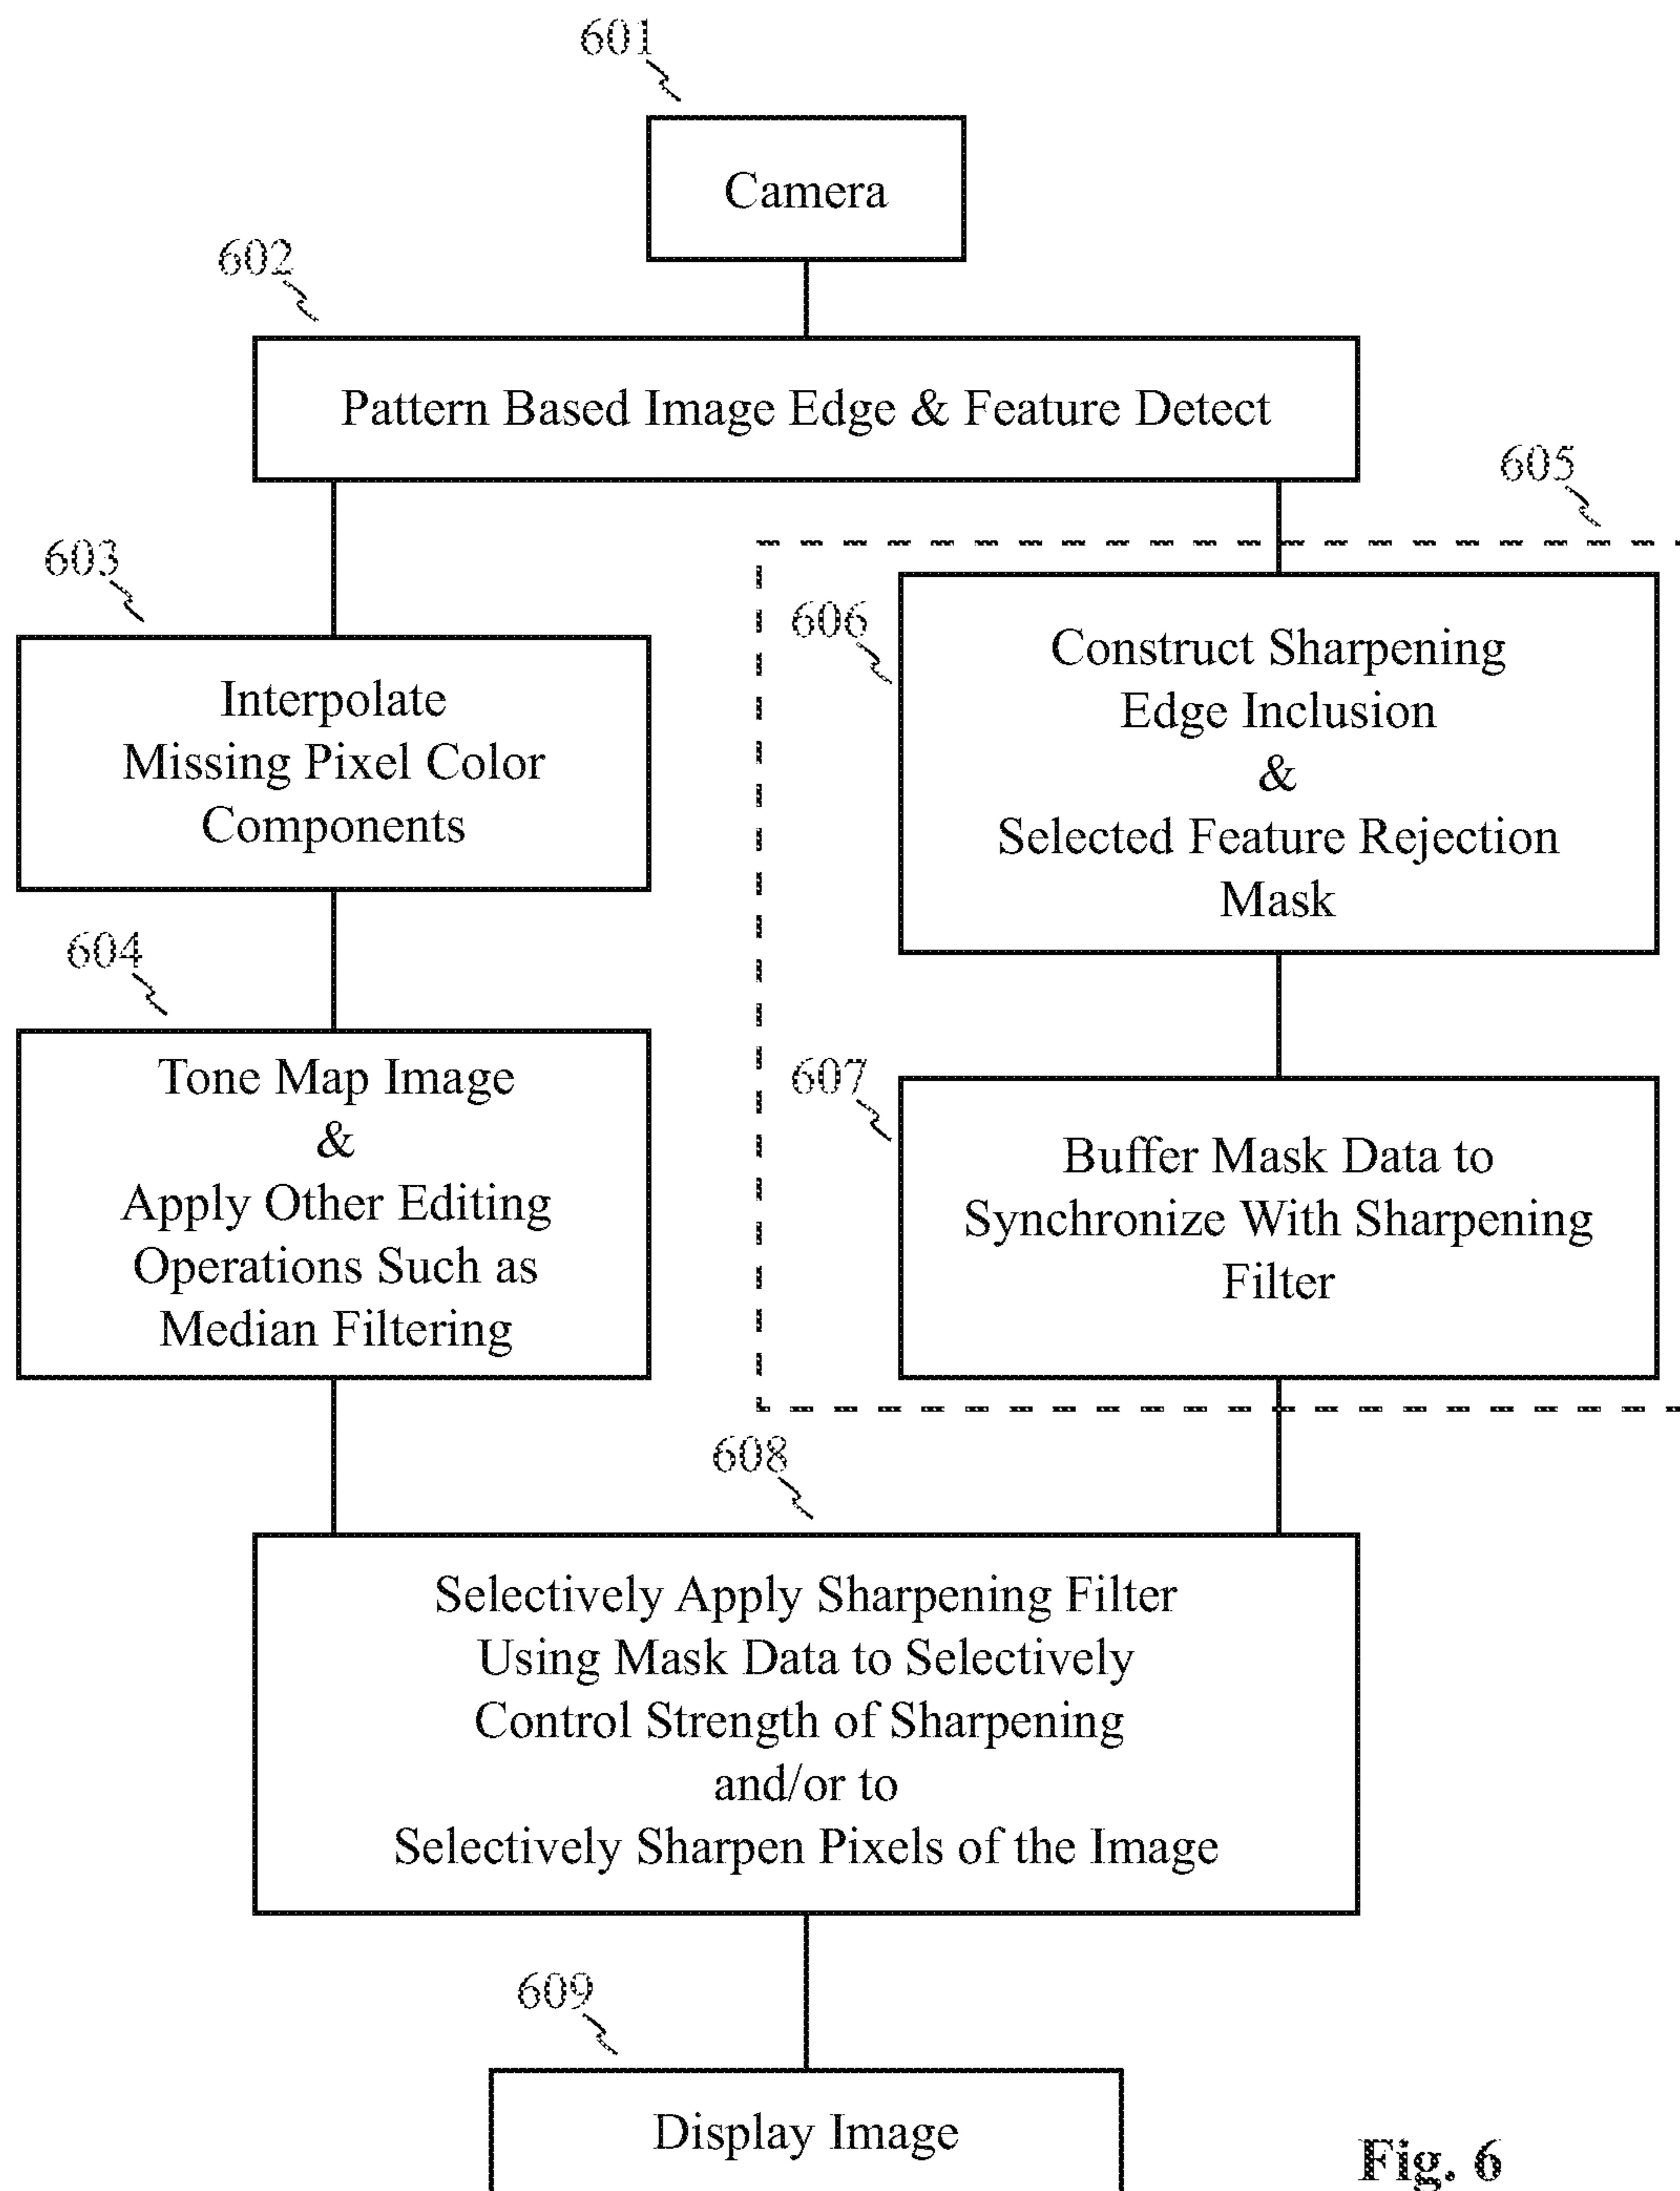 601
Camera
602
Pattern Based Image Edge & Feature Detect
605
603
Interpolate
Missing Pixel Color
Components
606
Construct Sharpening
Edge Inclusion
&
Selected Feature Rejection
Mask
604
Tone Map Image
&
Apply Other Editing
Operations Such as
Median Filtering
607
Buffer Mask Data to
Synchronize With Sharpening
Filter
608
Selectively Apply Sharpening Filter
Using Mask Data to Selectively
Control Strength of Sharpening
and/or to
Selectively Sharpen Pixels of the Image
609
Display Image
Fig. 6